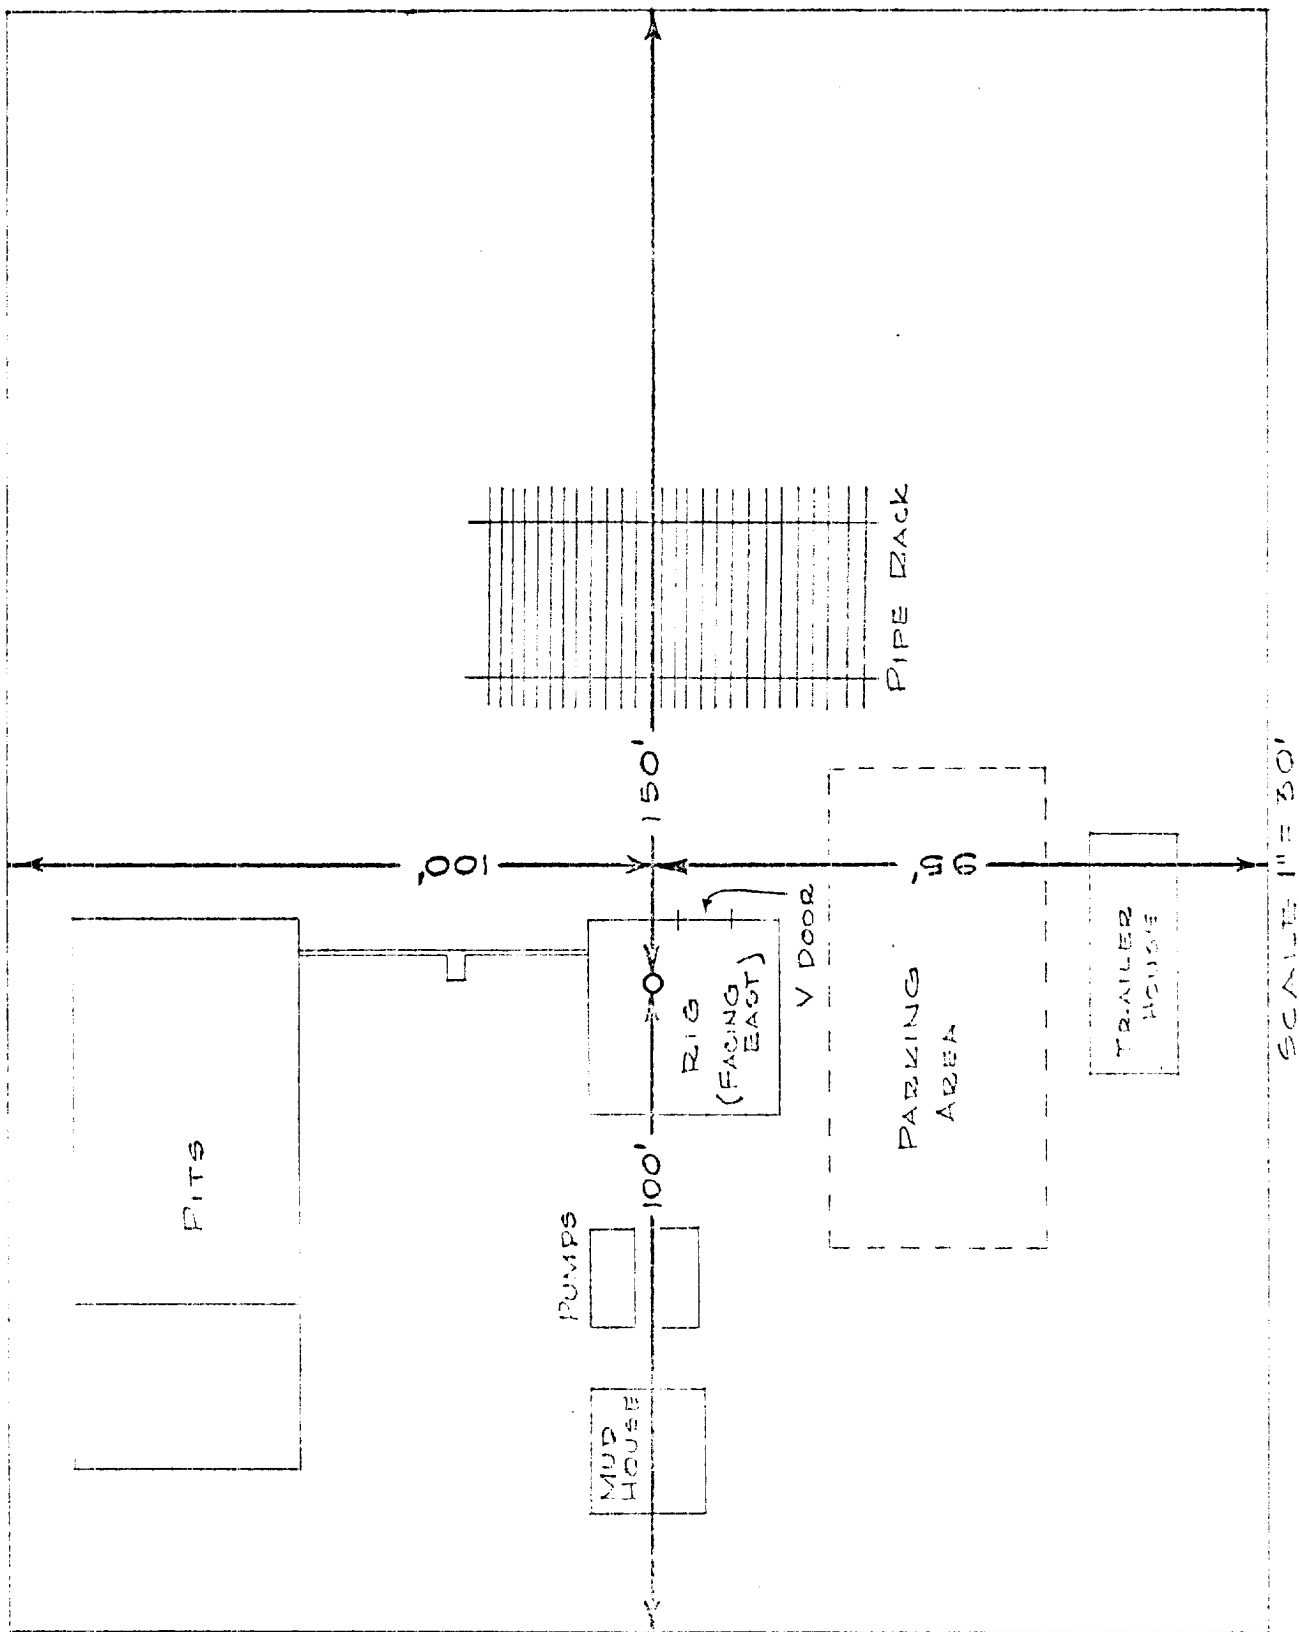 PITS
100'
PUMPS
MUD
HOUSE
100'
150'
RIG
(FACING
EAST)
V DOOR
PIPE RACK
95'
PARKING
AREA
TRAILER
HOUSE
SCALE 1" = 30'